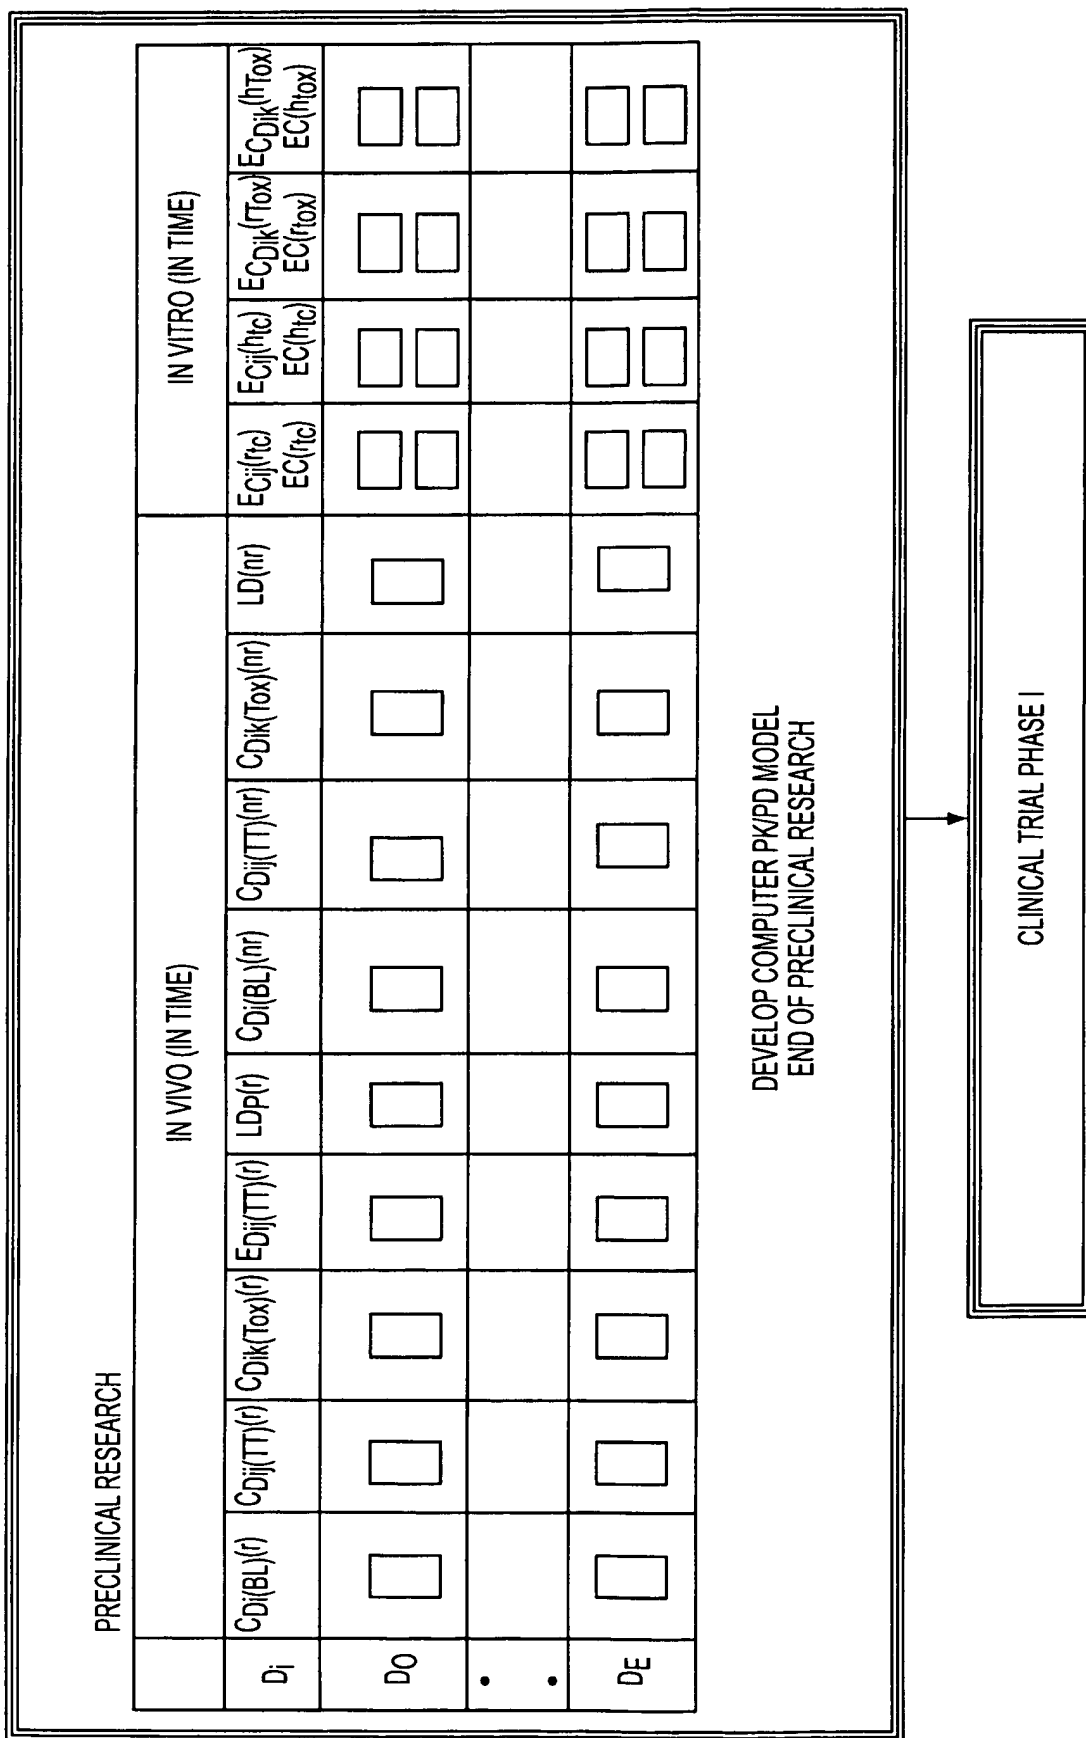 PRECLINICAL RESEARCH
IN VIVO (IN TIME)
IN VITRO (IN TIME)
Di
CDi(BL)(r)
CDij(TT)(r)
CDik(Tox)(r)
EDij(TT)(r)
LDP(r)
CDi(BL)(nr)
CDij(TT)(nr)
CDik(Tox)(nr)
LD(nr)
ECij(rtc)
EC(rtc)
ECij(htc)
EC(htc)
ECDik(rTox)
EC(rtox)
ECDik(hTox)
EC(htox)
DO
• •
DE
DEVELOP COMPUTER PK/PD MODEL
END OF PRECLINICAL RESEARCH
CLINICAL TRIAL PHASE I